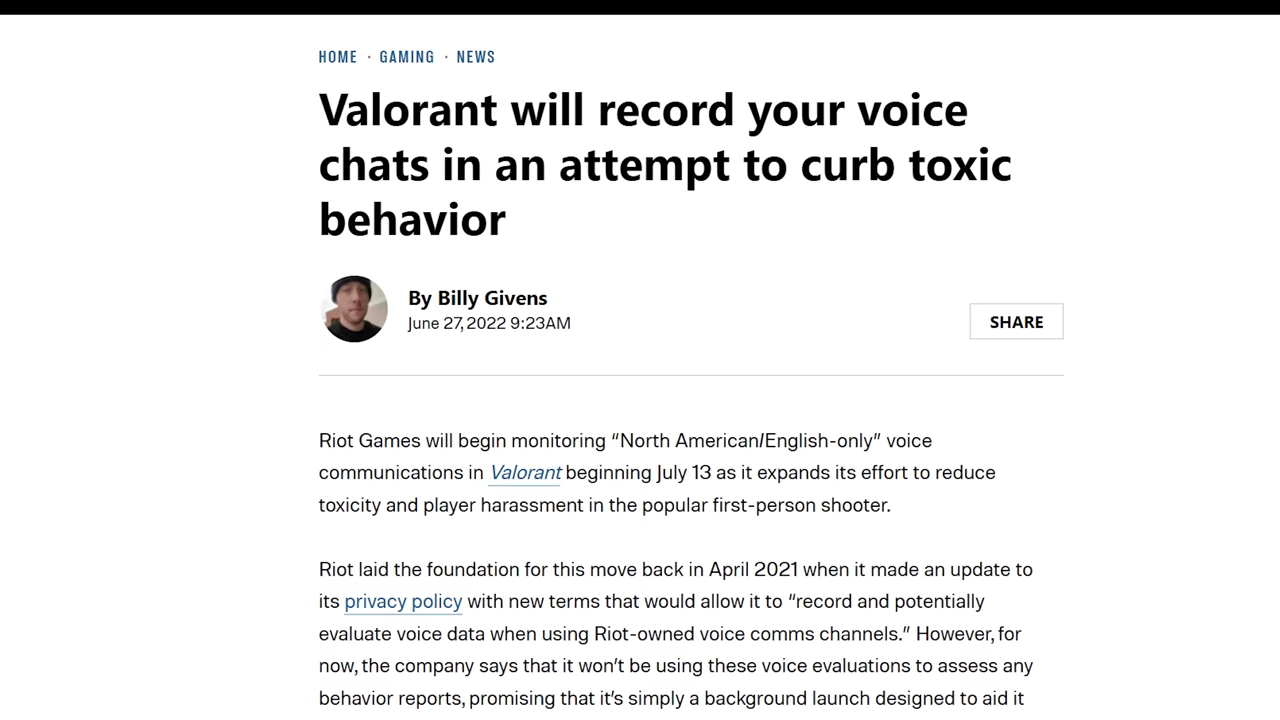 HOME · GAMING · NEWS
Valorant will record your voice
chats in an attempt to curb toxic
behavior
By Billy Givens
June 27, 2022 9:23AM
SHARE
Riot Games will begin monitoring “North American/English-only” voice
communications in Valorant beginning July 13 as it expands its effort to reduce
toxicity and player harassment in the popular first-person shooter.
Riot laid the foundation for this move back in April 2021 when it made an update to
its privacy policy with new terms that would allow it to “record and potentially
evaluate voice data when using Riot-owned voice comms channels.” However, for
now, the company says that it won’t be using these voice evaluations to assess any
behavior reports, promising that it’s simply a background launch designed to aid it